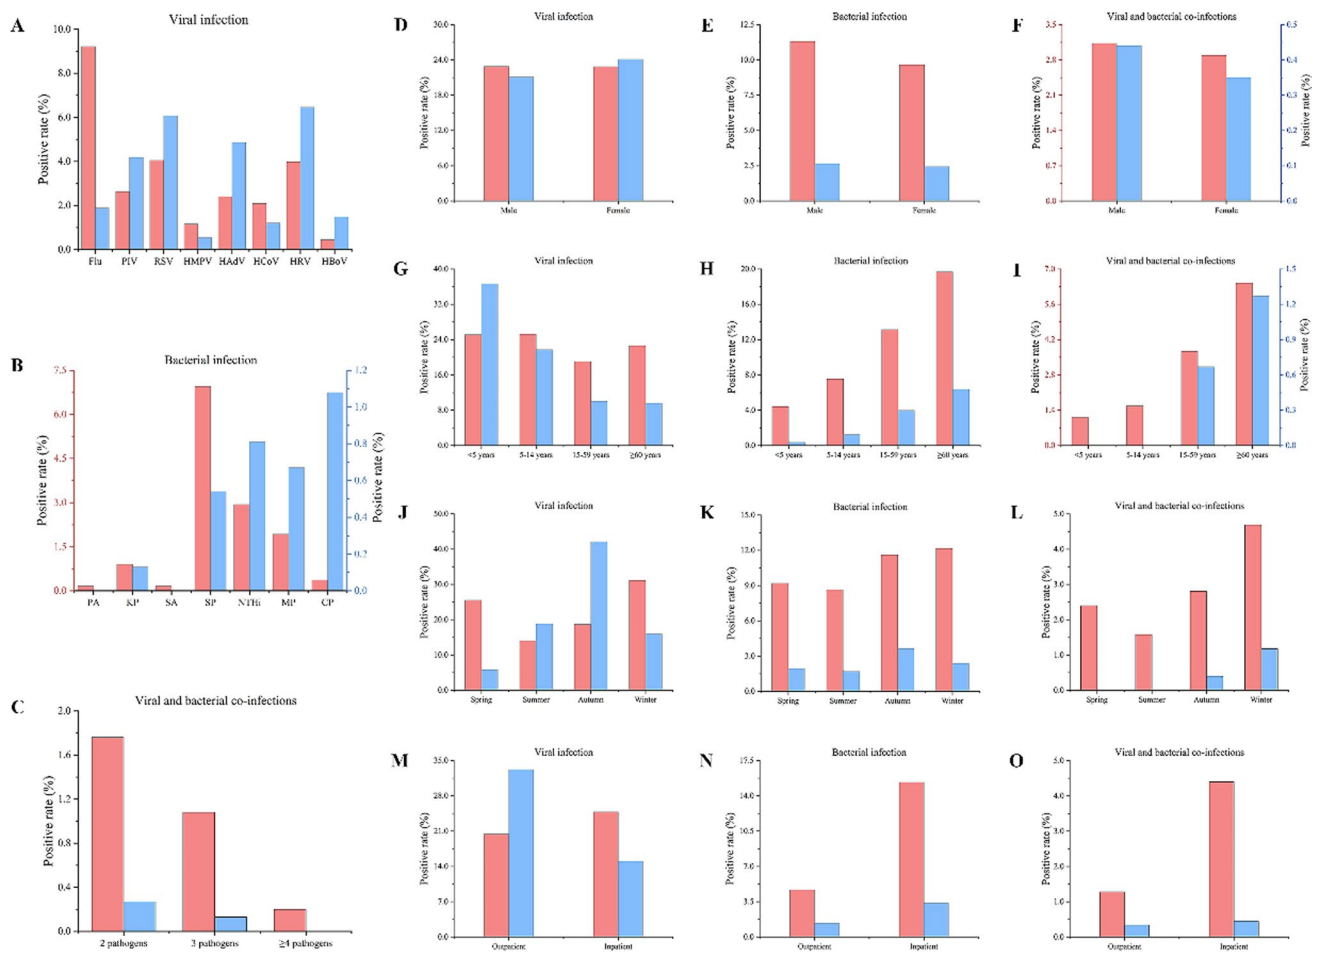 A
Viral infection
Positive rate (%)
10.0
8.0
6.0
4.0
2.0
0.0
Flu PIV RSV HMPV HAdV HCoV HRV HBoV
B
Bacterial infection
Positive rate (%)
7.5
6.0
4.5
3.0
1.5
0.0
1.2
1.0
0.8
0.6
0.4
0.2
0.0
Positive rate (%)
PA KP SA SP NTHi MP CP
C
Viral and bacterial co-infections
Positive rate (%)
2.0
1.6
1.2
0.8
0.4
0.0
2 pathogens 3 pathogens ≥4 pathogens
D
Viral infection
Positive rate (%)
30.0
24.0
18.0
12.0
6.0
0.0
Male Female
E
Bacterial infection
Positive rate (%)
12.5
10.0
7.5
5.0
2.5
0.0
Male Female
F
Viral and bacterial co-infections
Positive rate (%)
3.5
2.8
2.1
1.4
0.7
0.0
0.5
0.4
0.3
0.2
0.1
0.0
Positive rate (%)
Male Female
G
Viral infection
Positive rate (%)
40.0
32.0
24.0
16.0
8.0
0.0
<5 years 5-14 years 15-59 years ≥60 years
H
Bacterial infection
Positive rate (%)
20.0
16.0
12.0
8.0
4.0
0.0
<5 years 5-14 years 15-59 years ≥60 years
I
Viral and bacterial co-infections
Positive rate (%)
7.0
5.6
4.2
2.8
1.4
0.0
1.5
1.2
0.9
0.6
0.3
0.0
Positive rate (%)
<5 years 5-14 years 15-59 years ≥60 years
J
Viral infection
Positive rate (%)
50.0
40.0
30.0
20.0
10.0
0.0
Spring Summer Autumn Winter
K
Bacterial infection
Positive rate (%)
15.0
12.0
9.0
6.0
3.0
0.0
Spring Summer Autumn Winter
L
Viral and bacterial co-infections
Positive rate (%)
5.0
4.0
3.0
2.0
1.0
0.0
Spring Summer Autumn Winter
M
Viral infection
Positive rate (%)
35.0
28.0
21.0
14.0
7.0
0.0
Outpatient Inpatient
N
Bacterial infection
Positive rate (%)
17.5
14.0
10.5
7.0
3.5
0.0
Outpatient Inpatient
O
Viral and bacterial co-infections
Positive rate (%)
5.0
4.0
3.0
2.0
1.0
0.0
Outpatient Inpatient